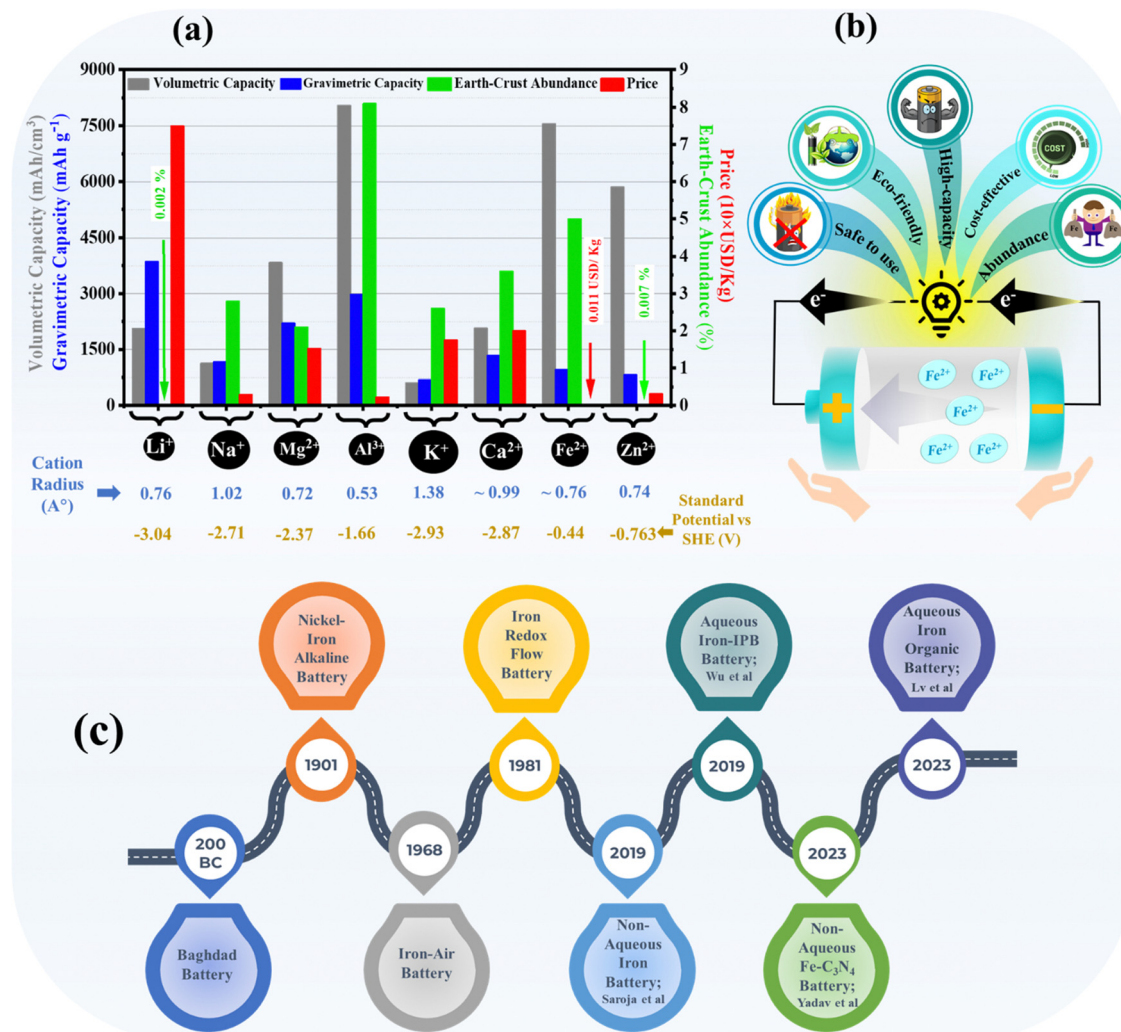 (a)
9000
7500
6000
4500
3000
1500
0
Volumetric Capacity (mAh/cm³)
Gravimetric Capacity (mAh g⁻¹)
Volumetric Capacity
Gravimetric Capacity
Earth-Crust Abundance
Price
0.002 %
0.011 USD/ Kg
0.007 %
9
8
7
6
5
4
3
2
1
0
Price (10×USD/Kg)
Earth-Crust Abundance (%)
Li⁺
Na⁺
Mg²⁺
Al³⁺
K⁺
Ca²⁺
Fe²⁺
Zn²⁺
Cation
Radius
(A°)
0.76
1.02
0.72
0.53
1.38
~ 0.99
~ 0.76
0.74
-3.04
-2.71
-2.37
-1.66
-2.93
-2.87
-0.44
-0.763
Standard
Potential vs
SHE (V)
(b)
Safe to use
Eco-friendly
High-capacity
Cost-effective
Abundance
COST
LOW
Fe
Fe
e⁻
e⁻
+
Fe²⁺
Fe²⁺
Fe²⁺
Fe²⁺
Fe²⁺
−
(c)
Nickel-
Iron
Alkaline
Battery
Iron
Redox
Flow
Battery
Aqueous
Iron-IPB
Battery;
Wu et al
Aqueous
Iron
Organic
Battery;
Lv et al
1901
1981
2019
2023
200
BC
1968
2019
2023
Baghdad
Battery
Iron-Air
Battery
Non-
Aqueous
Iron
Battery;
Saroja et al
Non-
Aqueous
Fe-C₃N₄
Battery;
Yadav et al